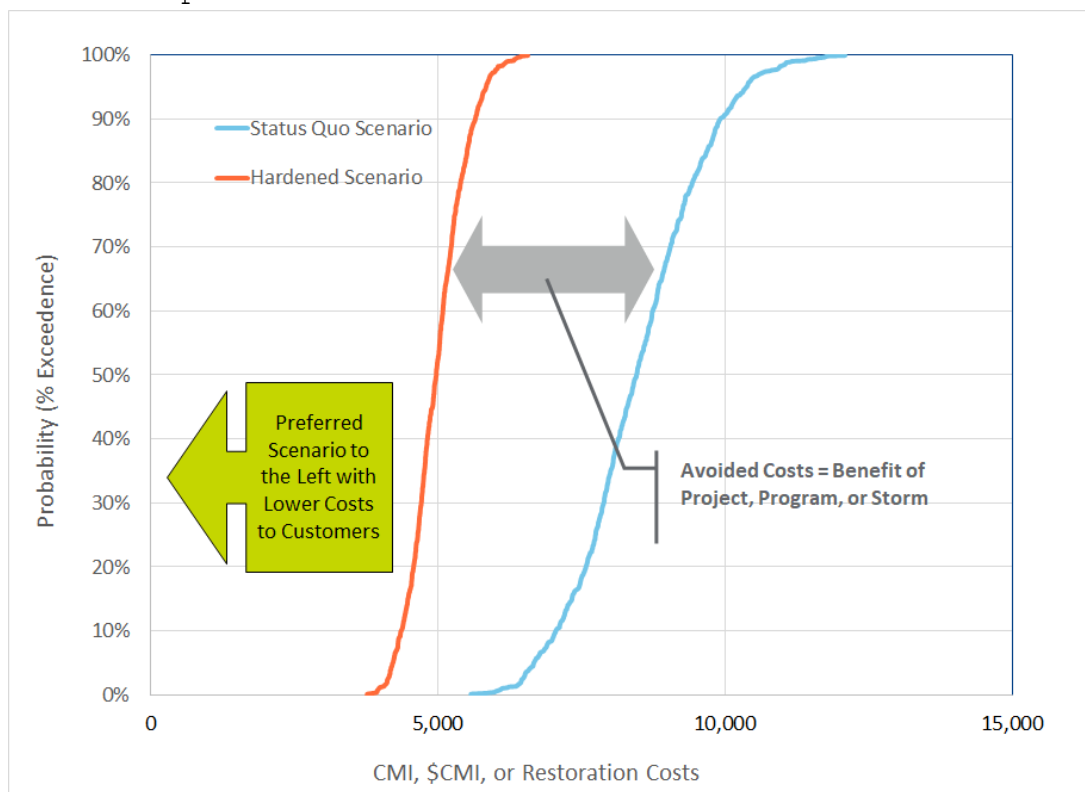 100%
90%
80%
70%
60%
50%
40%
30%
20%
10%
0%
Probability (% Exceedence)
Status Quo Scenario
Hardened Scenario
Preferred
Scenario to
the Left with
Lower Costs
to Customers
Avoided Costs = Benefit of
Project, Program, or Storm
0
5,000
10,000
15,000
CMI, $CMI, or Restoration Costs